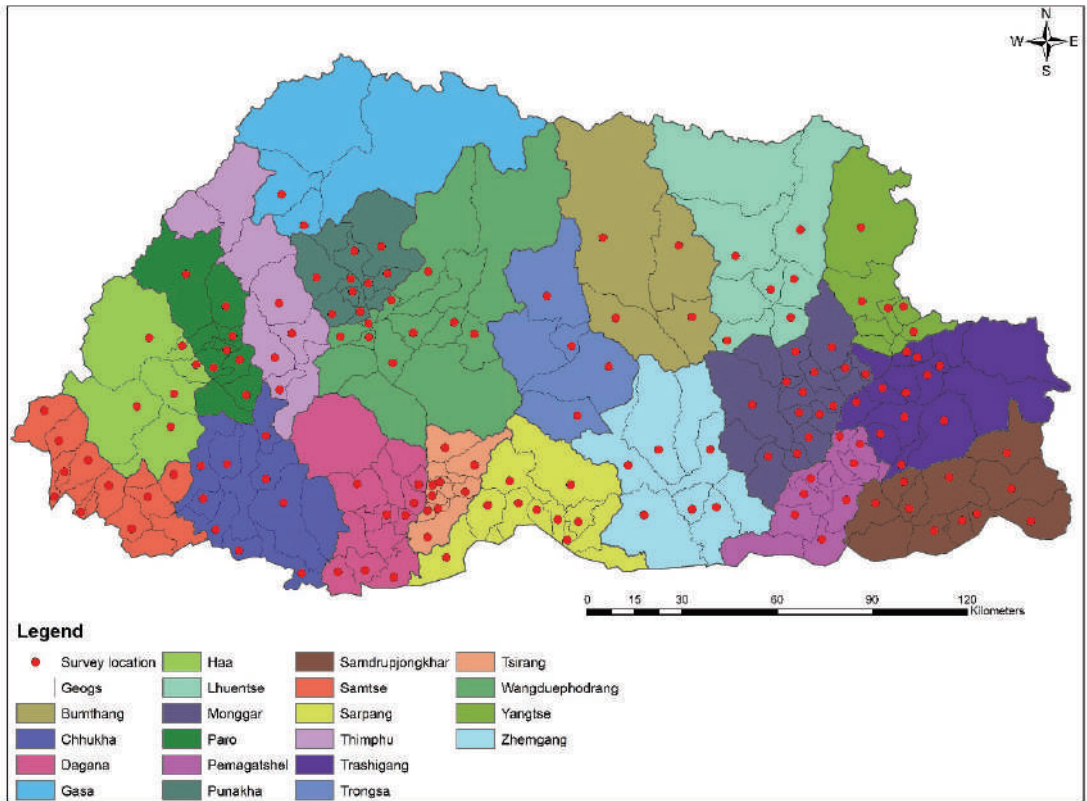 N
W E
S
0 15 30 60 90 120
Kilometers
Legend
Survey location
Geogs
Bumthang
Chhukha
Dagana
Gasa
Haa
Lhuentse
Monggar
Paro
Pemagatshel
Punakha
Samdrupjongkhar
Samtse
Sarpang
Thimphu
Trashigang
Trongsa
Tsirang
Wangduephodrang
Yangtse
Zhemgang